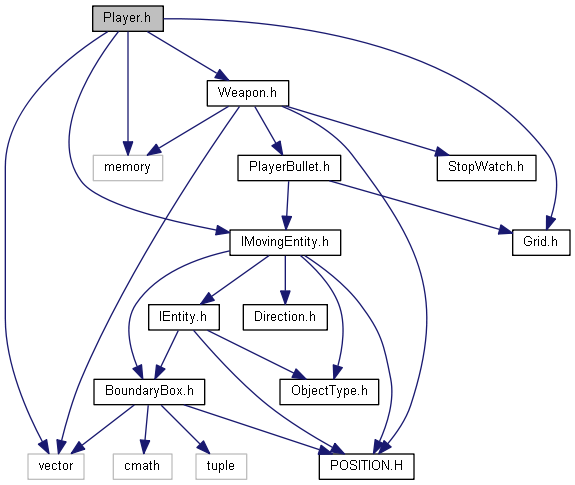 Player.h
Weapon.h
memory
PlayerBullet.h
StopWatch.h
IMovingEntity.h
Grid.h
IEntity.h
Direction.h
BoundaryBox.h
ObjectType.h
vector
cmath
tuple
POSITION.H